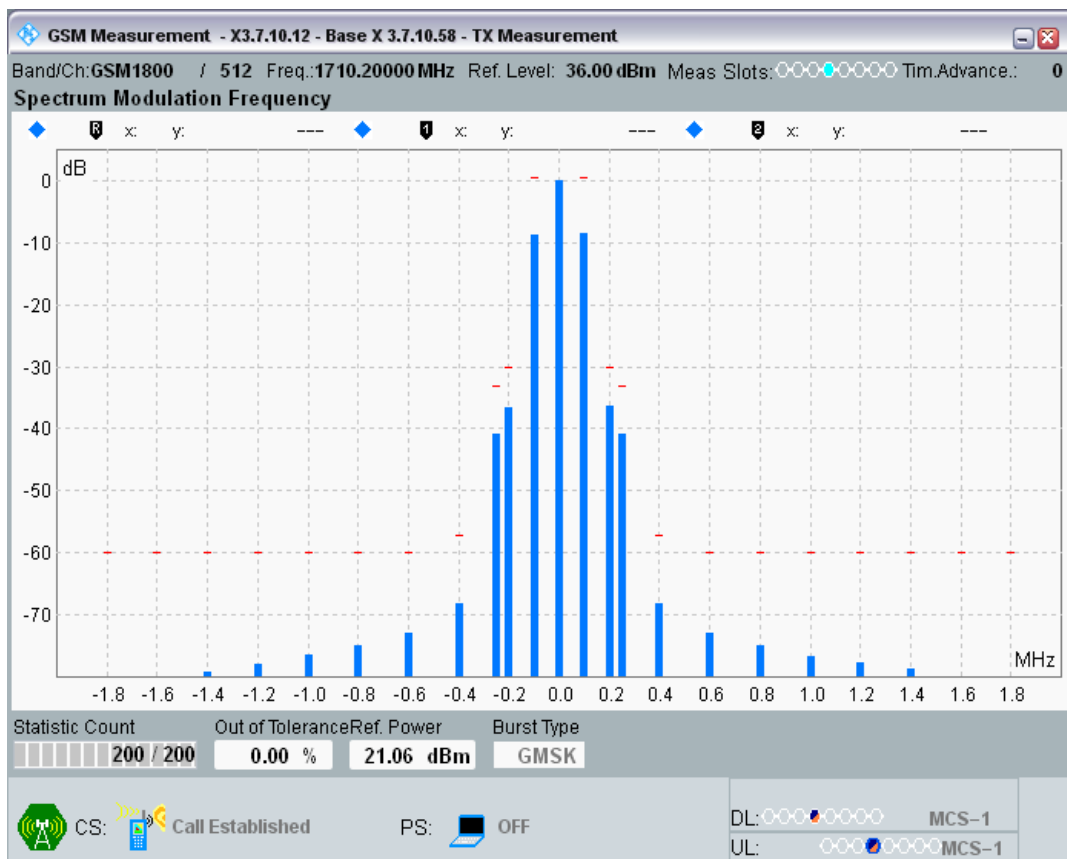 GSM Measurement - X3.7.10.12 - Base X 3.7.10.58 - TX Measurement
Band/Ch:GSM1800 / 512 Freq.:1710.20000 MHz Ref. Level: 36.00 dBm Meas Slots: Tim.Advance.: 0
Spectrum Modulation Frequency
R x: y: --- 1 x: y: --- 2 x: y: ---
dB
0
-10
-20
-30
-40
-50
-60
-70
MHz
-1.8 -1.6 -1.4 -1.2 -1.0 -0.8 -0.6 -0.4 -0.2 0.0 0.2 0.4 0.6 0.8 1.0 1.2 1.4 1.6 1.8
Statistic Count Out of Tolerance Ref. Power Burst Type
200 / 200 0.00 % 21.06 dBm GMSK
CS: Call Established PS: OFF
DL: MCS-1
UL: MCS-1